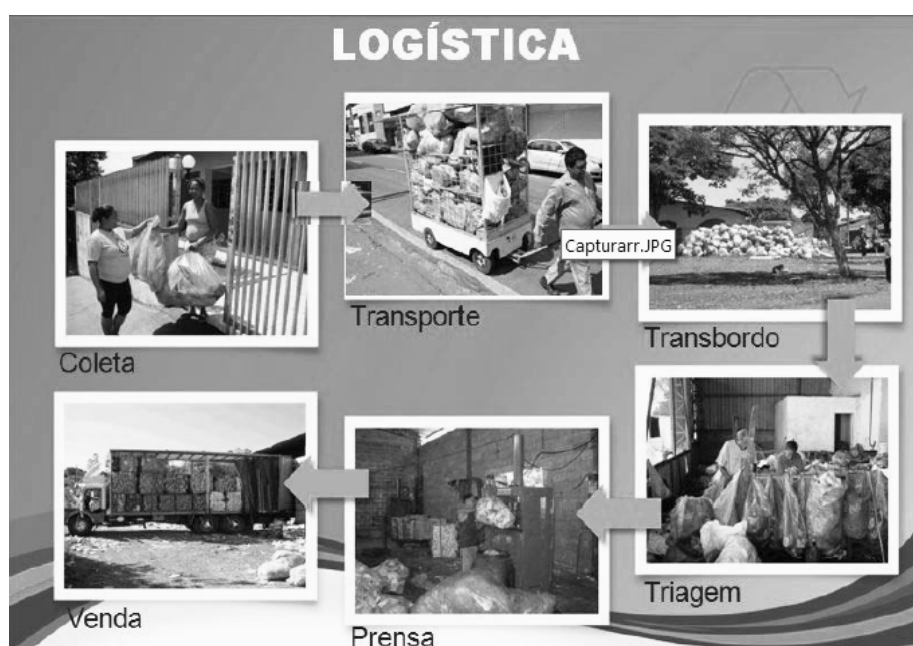 LOGÍSTICA
Coleta
Transporte
Capturarr.JPG
Transbordo
Triagem
Prensa
Venda